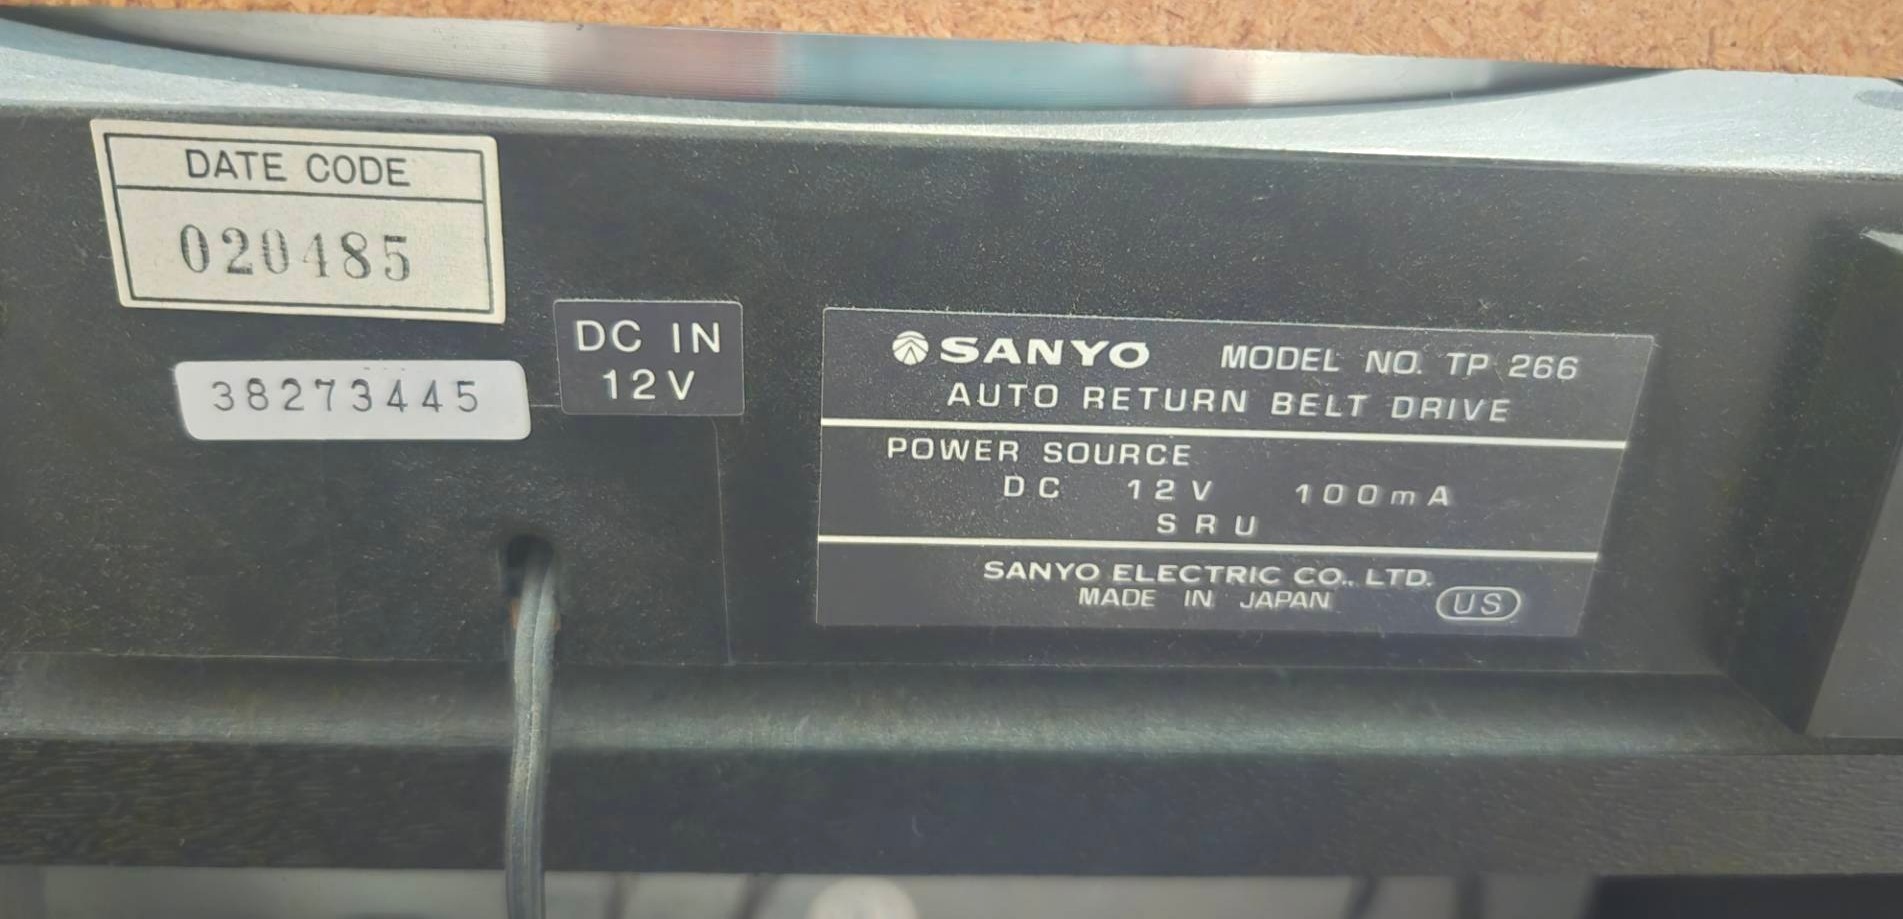 DATE CODE
020485
38273445
DC IN
12V
SANYO MODEL NO. TP 266
AUTO RETURN BELT DRIVE
POWER SOURCE
DC 12V 100mA
SRU
SANYO ELECTRIC CO., LTD.
MADE IN JAPAN
US